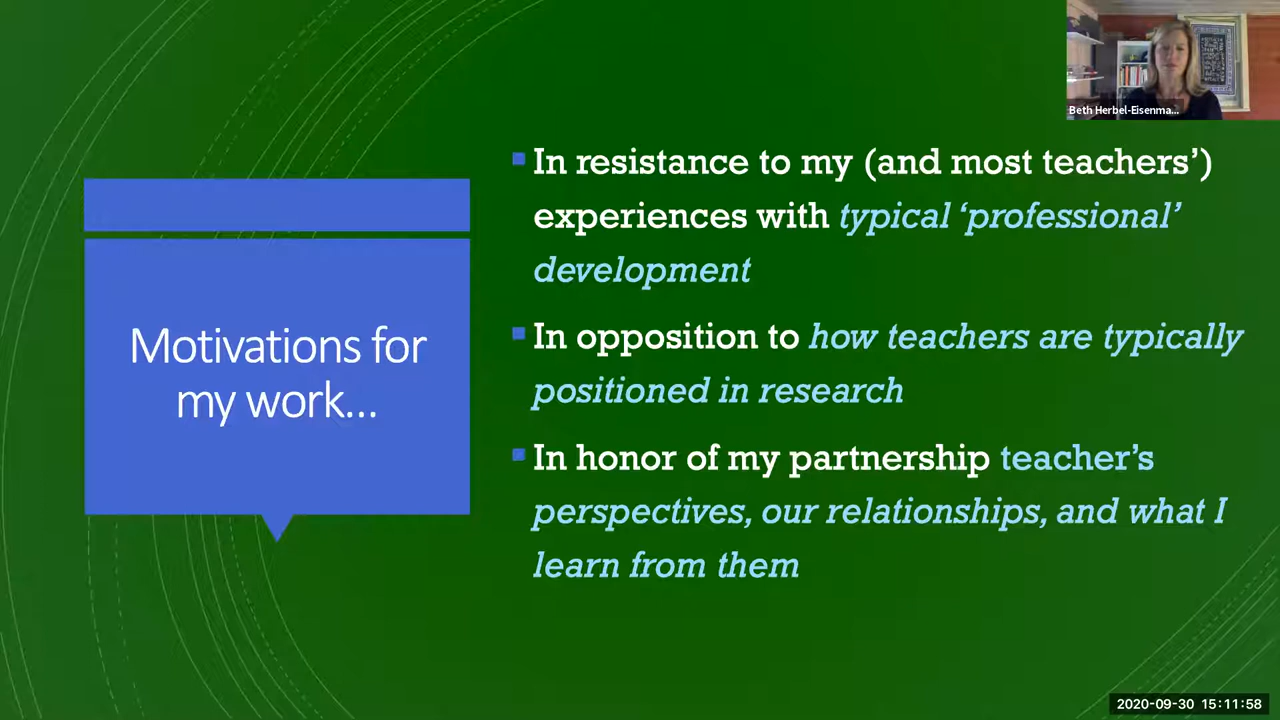 Beth Herbel-Eisenma...
Motivations for
my work...
In resistance to my (and most teachers’)
experiences with typical ‘professional’
development
In opposition to how teachers are typically
positioned in research
In honor of my partnership teacher’s
perspectives, our relationships, and what I
learn from them
2020-09-30 15:11:58